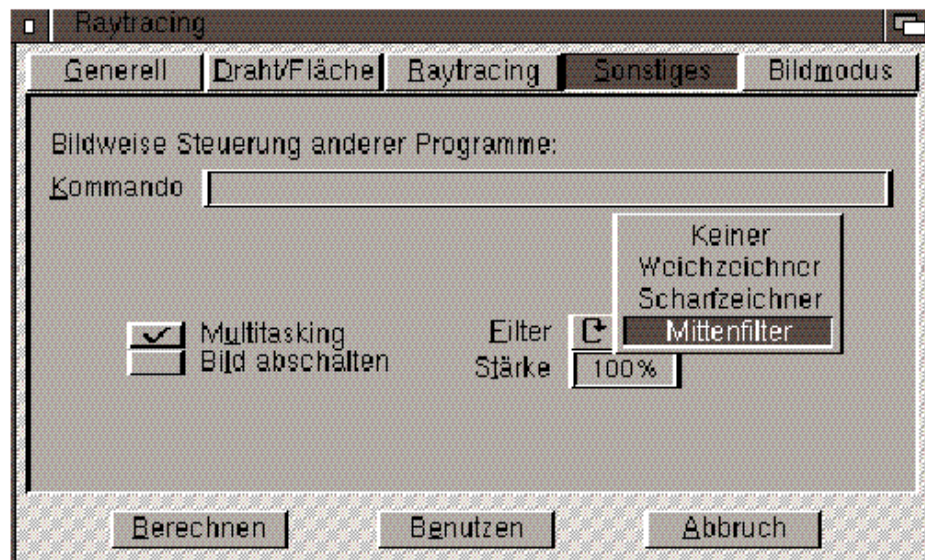 Raytracing
Generell Draht/Fläche Raytracing Sonstiges Bildmodus
Bildweise Steuerung anderer Programme:
Kommando
Keiner
Weichzeichner
Scharfzeichner
Mittenfilter
Multitasking Filter
Bild abschalten Stärke 100%
Berechnen Benutzen Abbruch